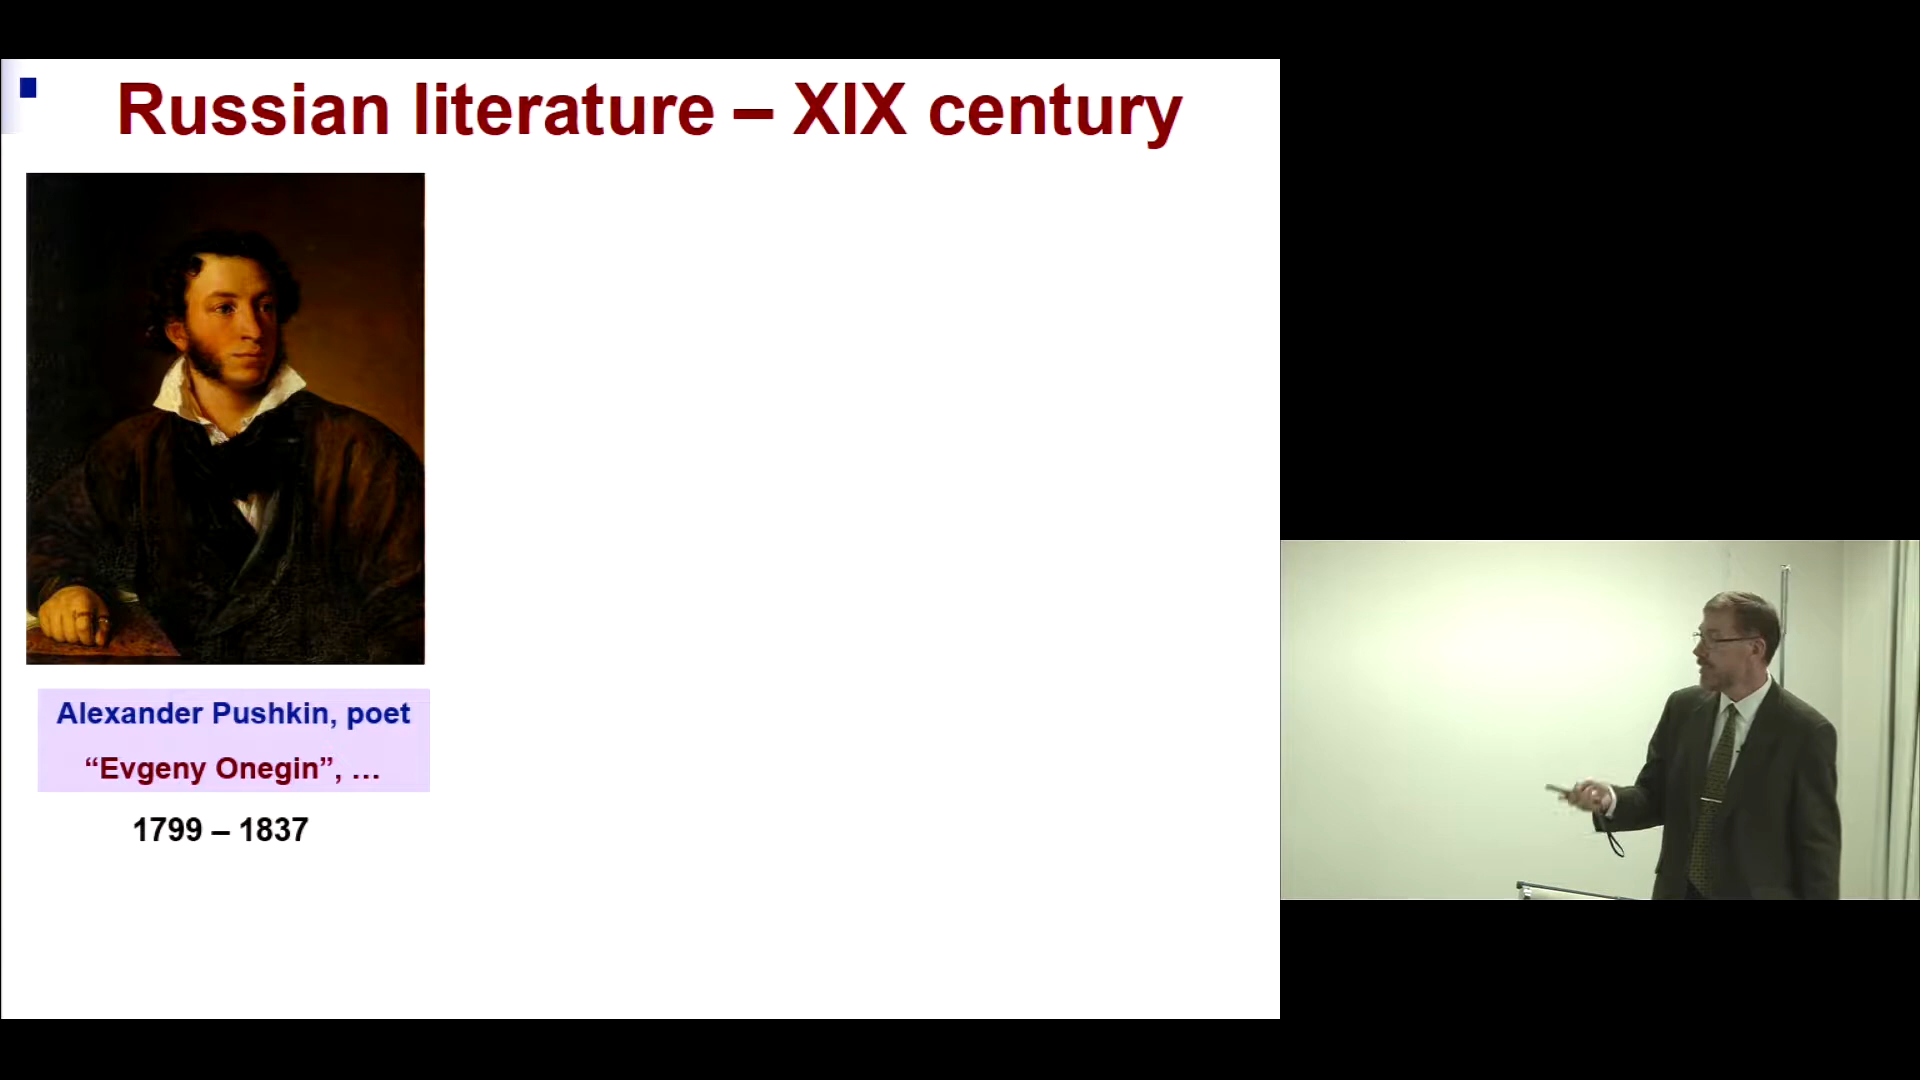 Russian literature – XIX century
Alexander Pushkin, poet
“Evgeny Onegin”, …
1799 – 1837